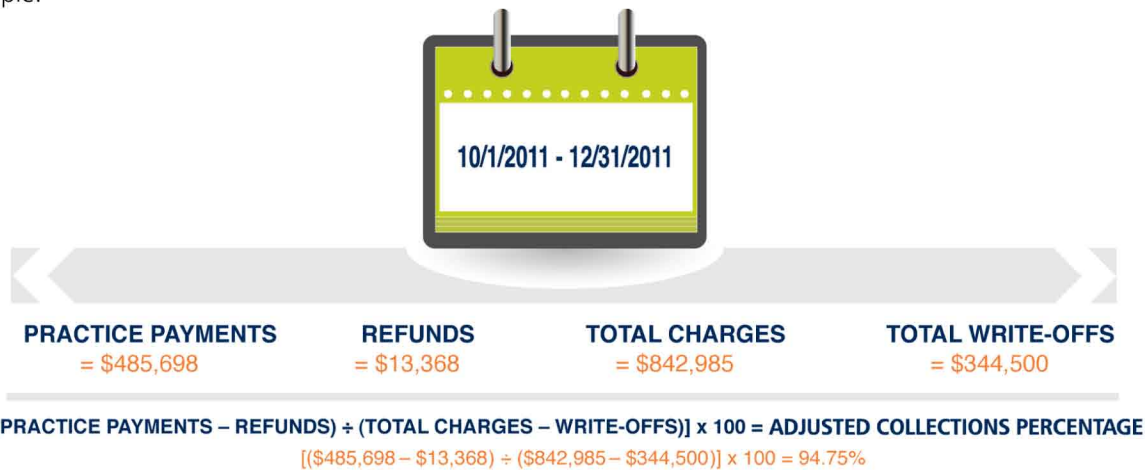 10/1/2011 - 12/31/2011
PRACTICE PAYMENTS REFUNDS TOTAL CHARGES TOTAL WRITE-OFFS
= $485,698 = $13,368 = $842,985 = $344,500
PRACTICE PAYMENTS – REFUNDS) ÷ (TOTAL CHARGES – WRITE-OFFS)] x 100 = ADJUSTED COLLECTIONS PERCENTAGE
[($485,698 – $13,368) ÷ ($842,985 – $344,500)] x 100 = 94.75%